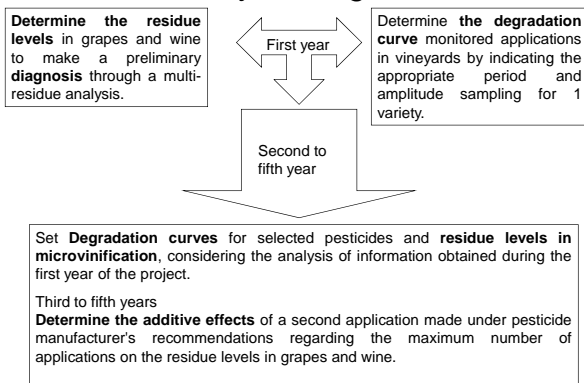 Determine the residue
levels in grapes and wine
to make a preliminary
diagnosis through a multi-
residue analysis.
First year
Determine the degradation
curve monitored applications
in vineyards by indicating the
appropriate period and
amplitude sampling for 1
variety.
Second to
fifth year
Set Degradation curves for selected pesticides and residue levels in
microvinification, considering the analysis of information obtained during the
first year of the project.
Third to fifth years
Determine the additive effects of a second application made under pesticide
manufacturer's recommendations regarding the maximum number of
applications on the residue levels in grapes and wine.